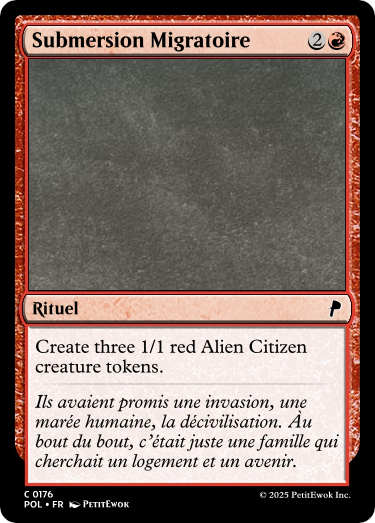 Submersion Migratoire 2
Rituel
Create three 1/1 red Alien Citizen
creature tokens.
Ils avaient promis une invasion, une
marée humaine, la décivilisation. Àu
bout du bout, c'était juste une famille qui
cherchait un logement et un avenir.
C 0176
POL • FR PETITEWOK
© 2025 PetitEwok Inc.